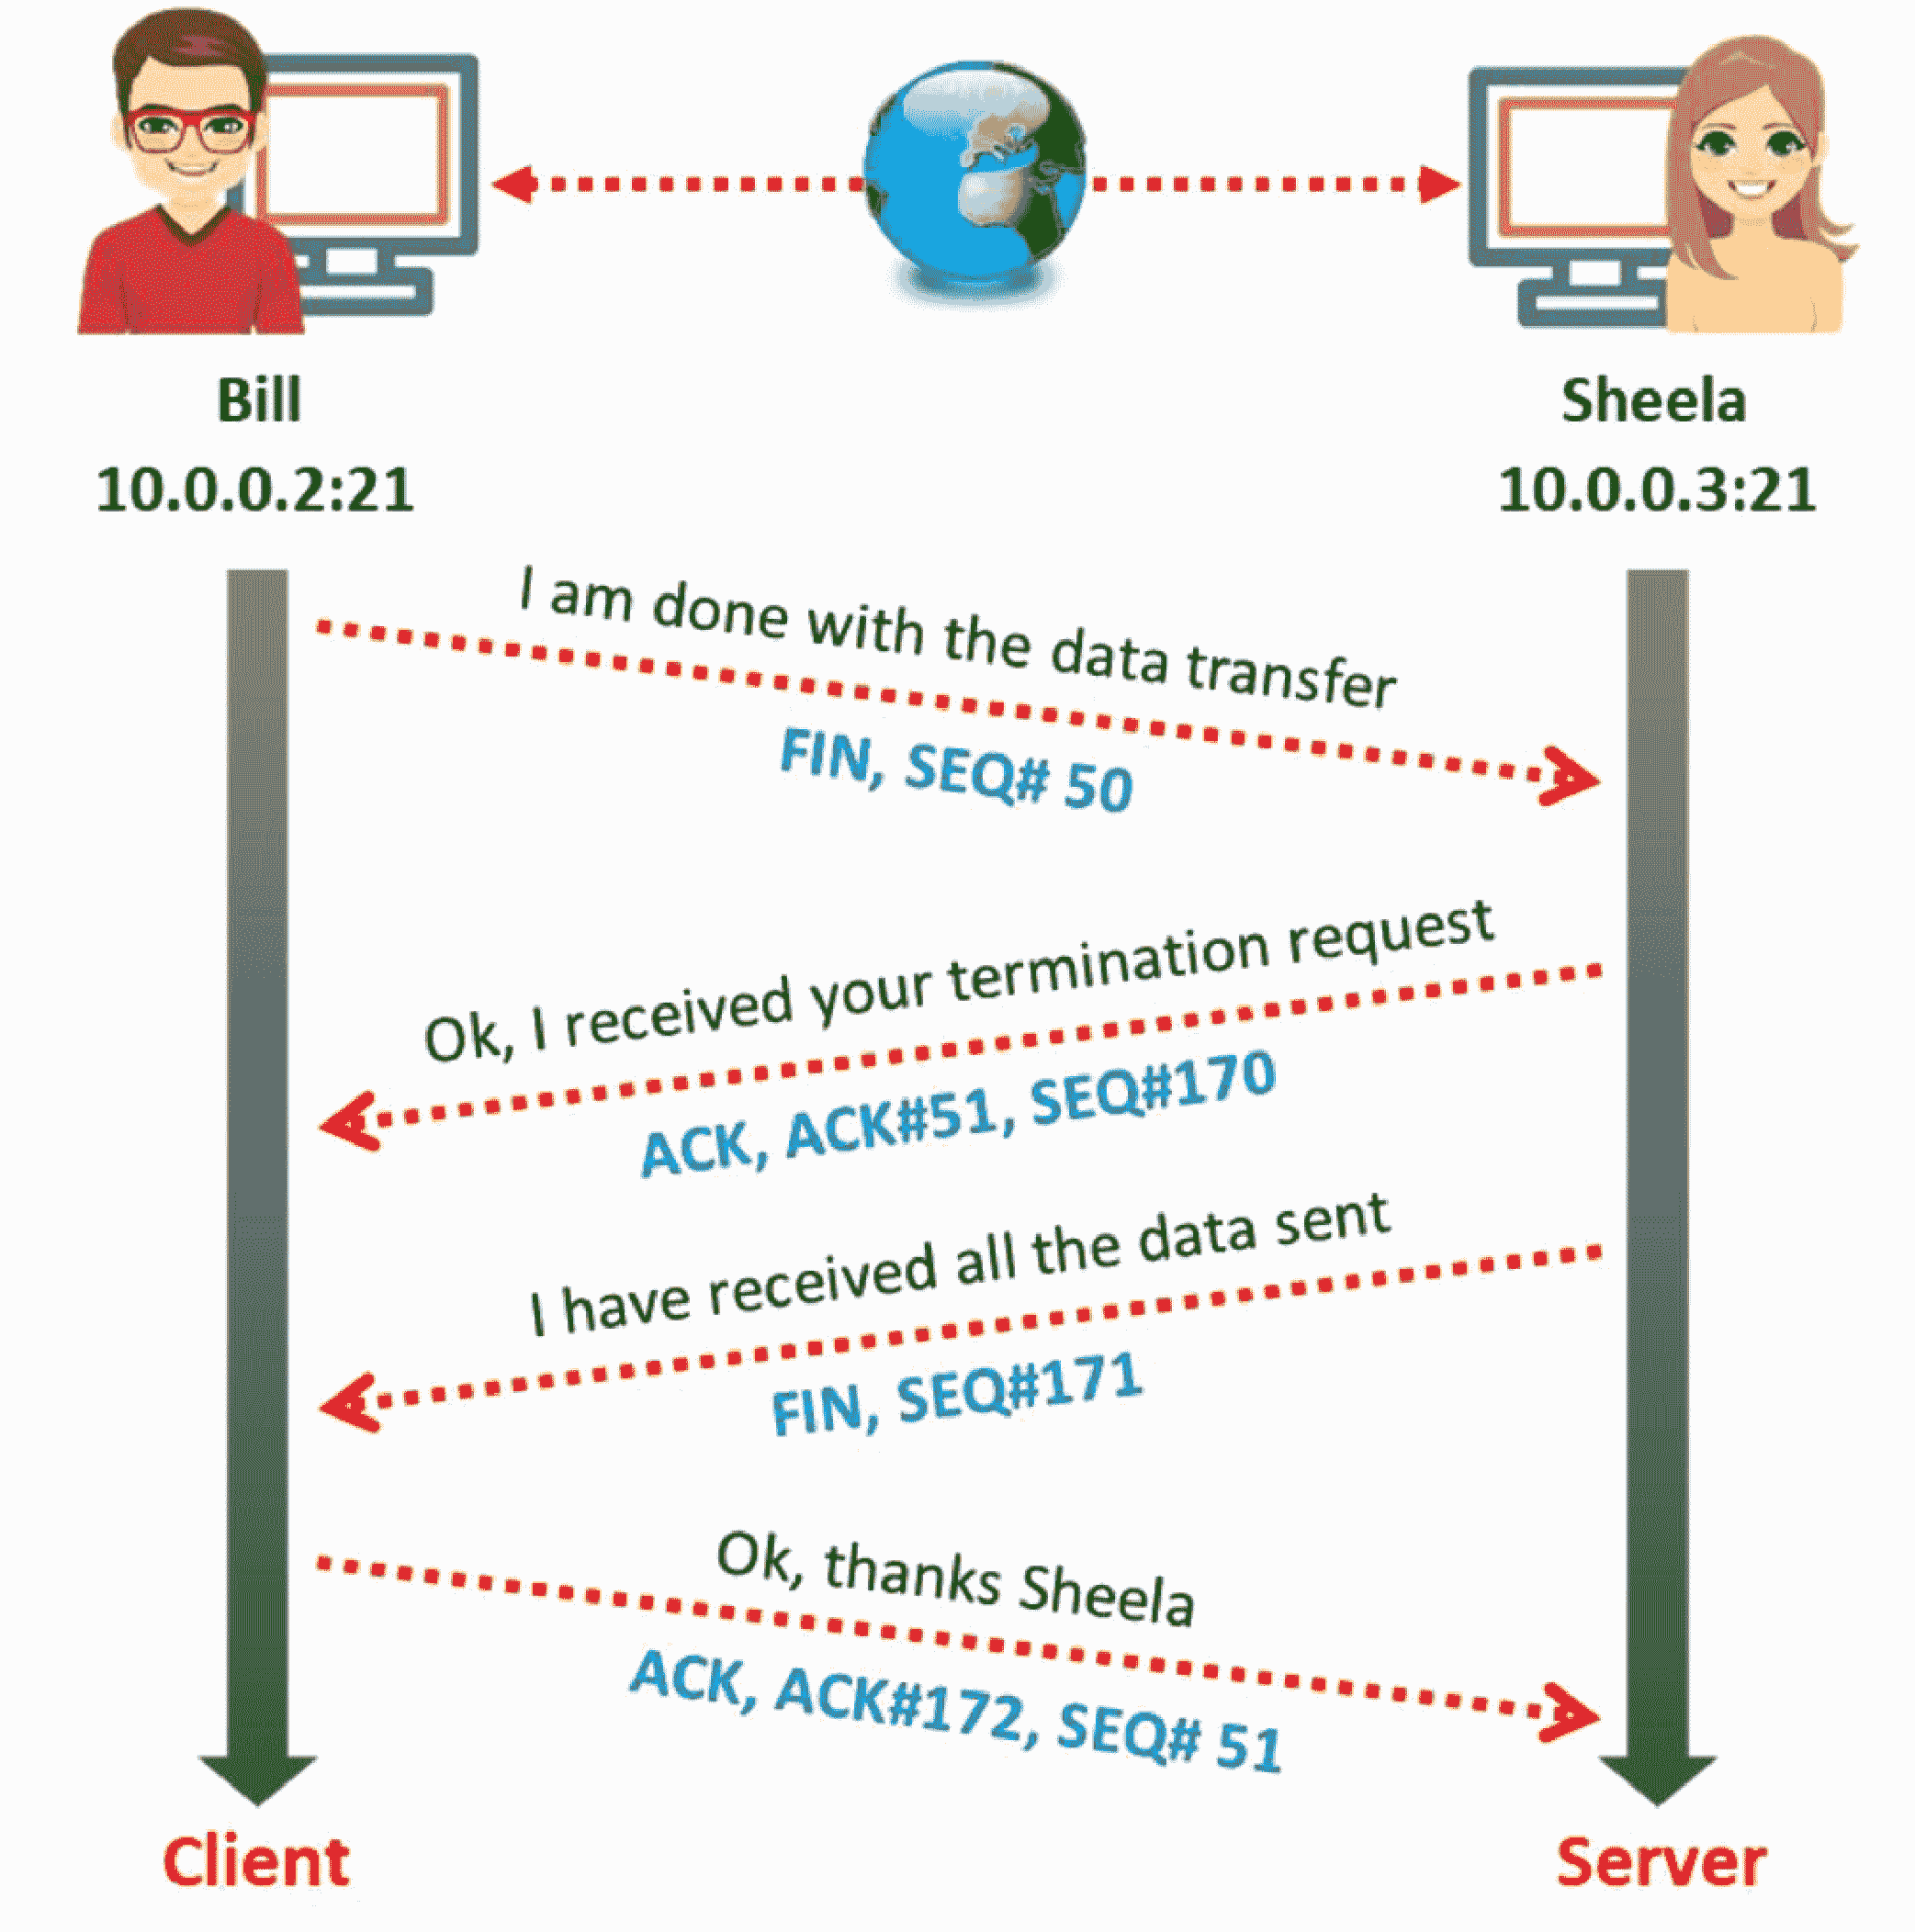 Bill
10.0.0.2:21
Sheela
10.0.0.3:21
I am done with the data transfer
FIN, SEQ# 50
Ok, I received your termination request
ACK, ACK#51, SEQ#170
I have received all the data sent
FIN, SEQ#171
Ok, thanks Sheela
ACK, ACK#172, SEQ# 51
Client
Server